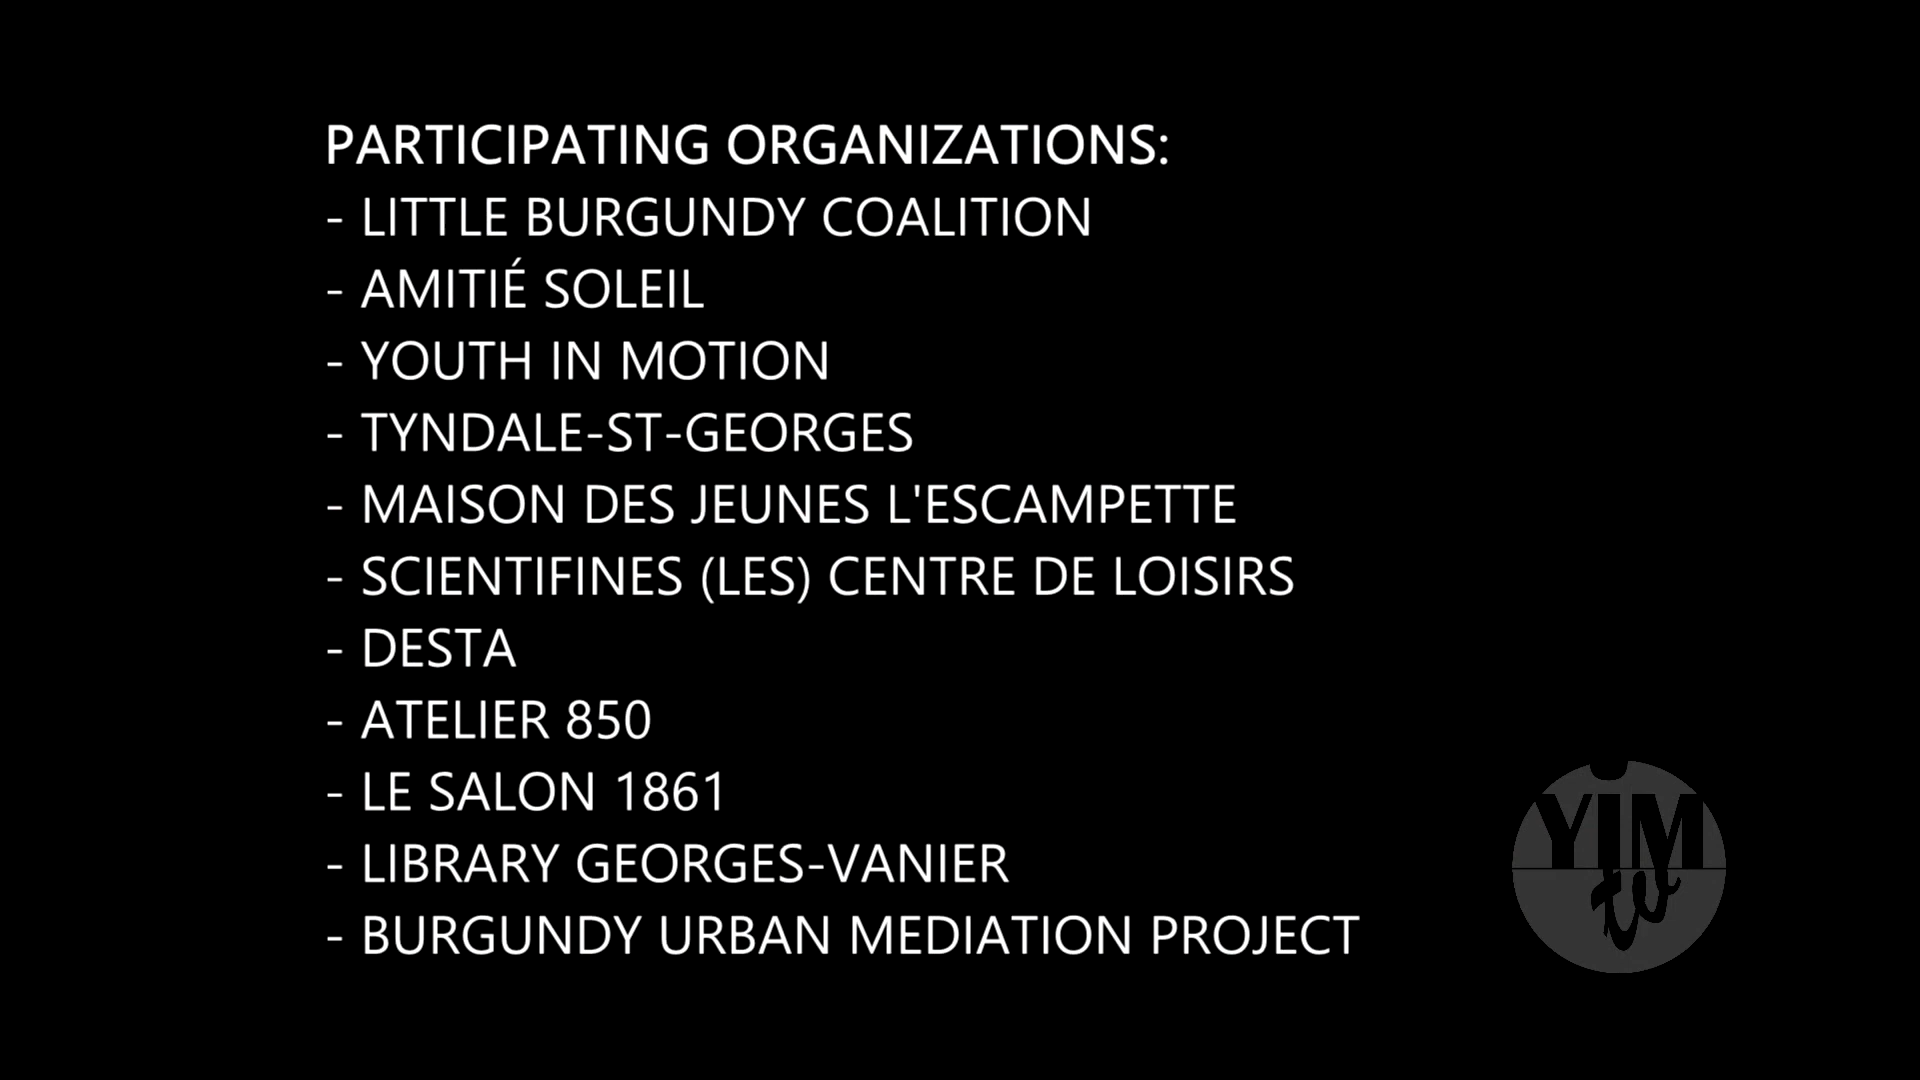 PARTICIPATING ORGANIZATIONS:
- LITTLE BURGUNDY COALITION
- AMITIÉ SOLEIL
- YOUTH IN MOTION
- TYNDALE-ST-GEORGES
- MAISON DES JEUNES L'ESCAMPETTE
- SCIENTIFINES (LES) CENTRE DE LOISIRS
- DESTA
- ATELIER 850
- LE SALON 1861
- LIBRARY GEORGES-VANIER
- BURGUNDY URBAN MEDIATION PROJECT
YIM
tv